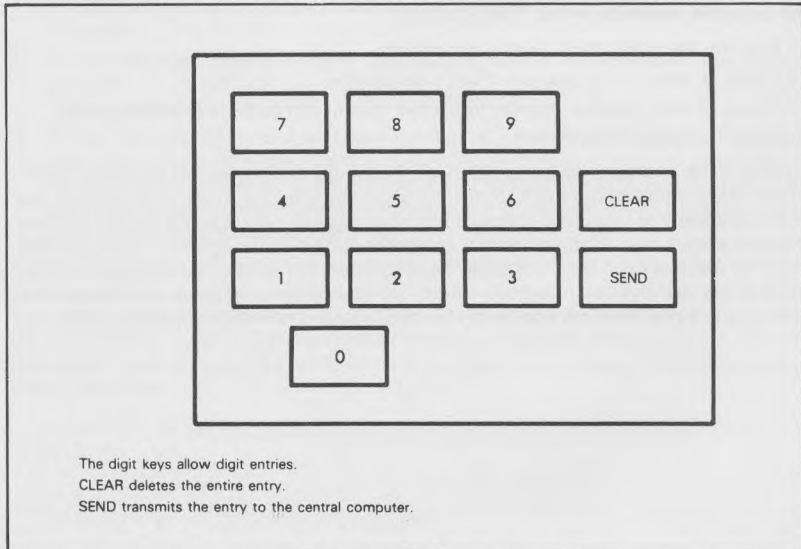 7 8 9
4 5 6 CLEAR
1 2 3 SEND
0
The digit keys allow digit entries.
CLEAR deletes the entire entry.
SEND transmits the entry to the central computer.